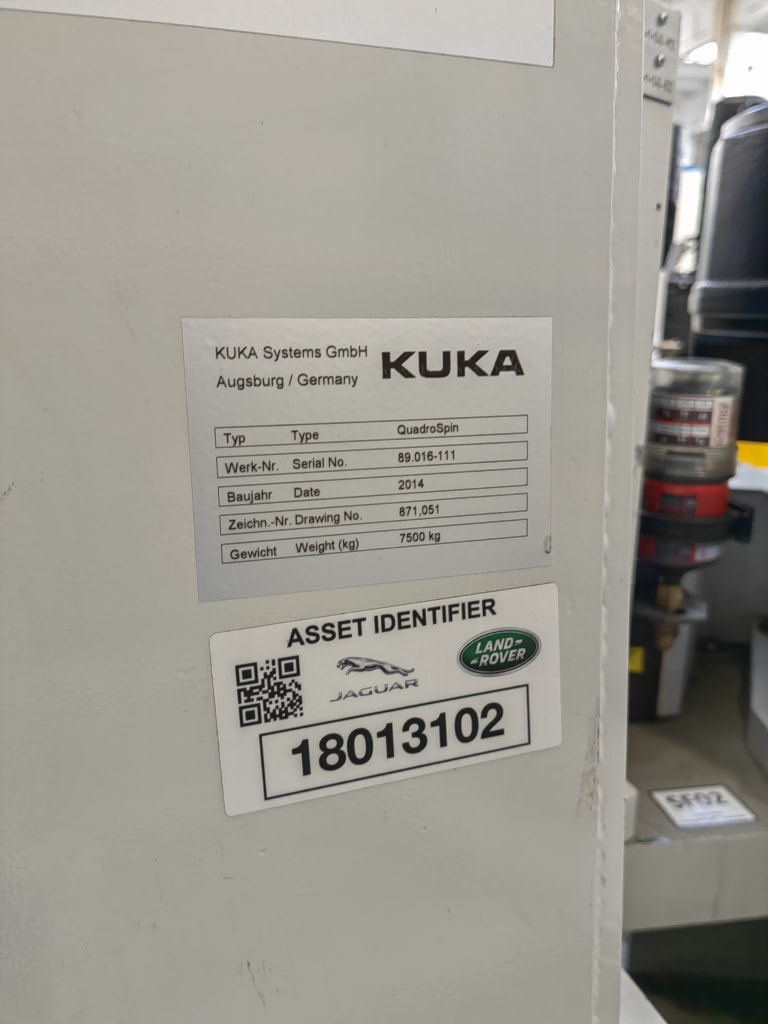 KUKA Systems GmbH
Augsburg / Germany
KUKA
Typ Type QuadroSpin
Werk-Nr. Serial No. 89.016-111
Baujahr Date 2014
Zeichn.-Nr. Drawing No. 871,051
Gewicht Weight (kg) 7500 kg
ASSET IDENTIFIER
JAGUAR
LAND-
-ROVER
18013102
SF02